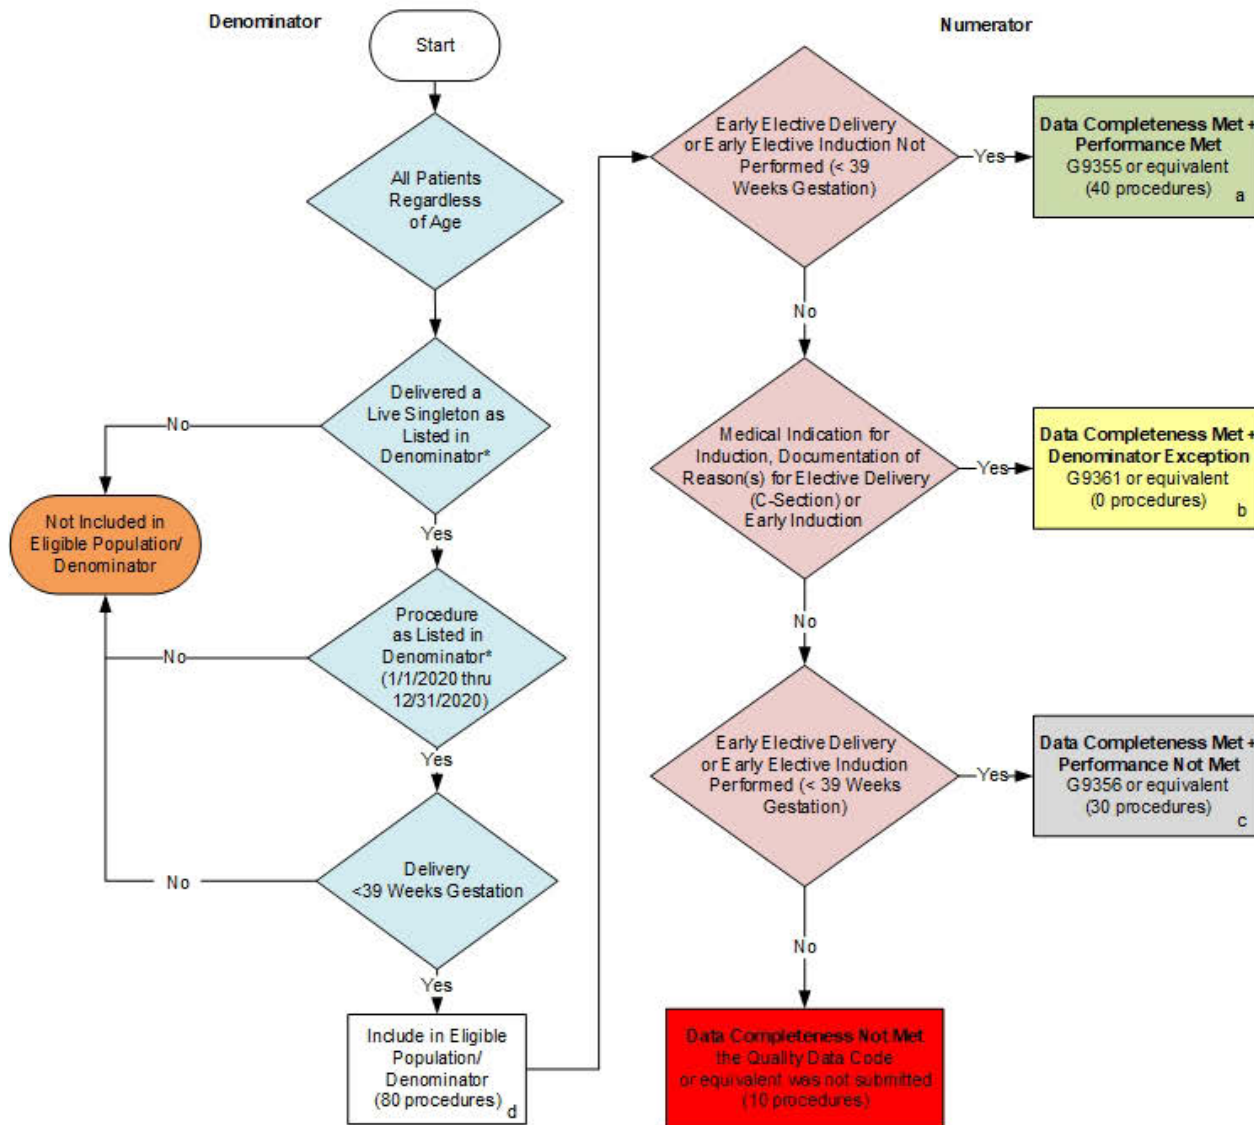 Denominator
Start
All Patients
Regardless
of Age
Delivered a
Live Singleton as
Listed in
Denominator*
No
Yes
Not Included in
Eligible Population/
Denominator
Procedure
as Listed in
Denominator*
(1/1/2020 thru
12/31/2020)
No
Yes
Delivery
<39 Weeks Gestation
No
Yes
Include in Eligible
Population/
Denominator
(80 procedures)
d
Numerator
Early Elective Delivery
or Early Elective Induction Not
Performed (< 39
Weeks Gestation)
Yes
Data Completeness Met +
Performance Met
G9355 or equivalent
(40 procedures)
a
No
Medical Indication for
Induction, Documentation of
Reason(s) for Elective Delivery
(C-Section) or
Early Induction
Yes
Data Completeness Met +
Denominator Exception
G9361 or equivalent
(0 procedures)
b
No
Early Elective Delivery
or Early Elective Induction
Performed (< 39 Weeks
Gestation)
Yes
Data Completeness Met +
Performance Not Met
G9356 or equivalent
(30 procedures)
c
No
Data Completeness Not Met
the Quality Data Code
or equivalent was not submitted
(10 procedures)